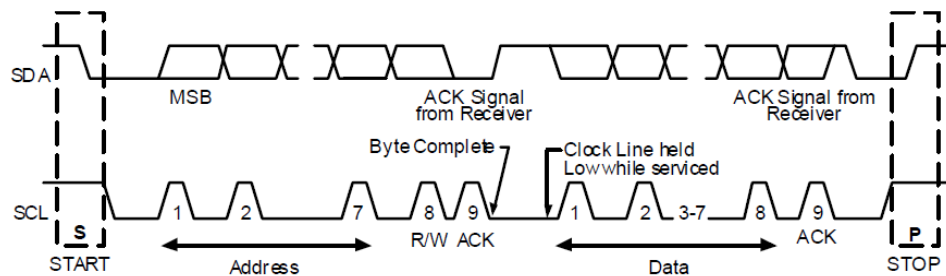 SDA
MSB
ACK Signal
from Receiver
ACK Signal from
Receiver
Byte Complete
Clock Line held
Low while serviced
SCL
1 2 7 8 9 1 2 3-7 8 9
S
R/W ACK
ACK
P
START
Address
Data
STOP